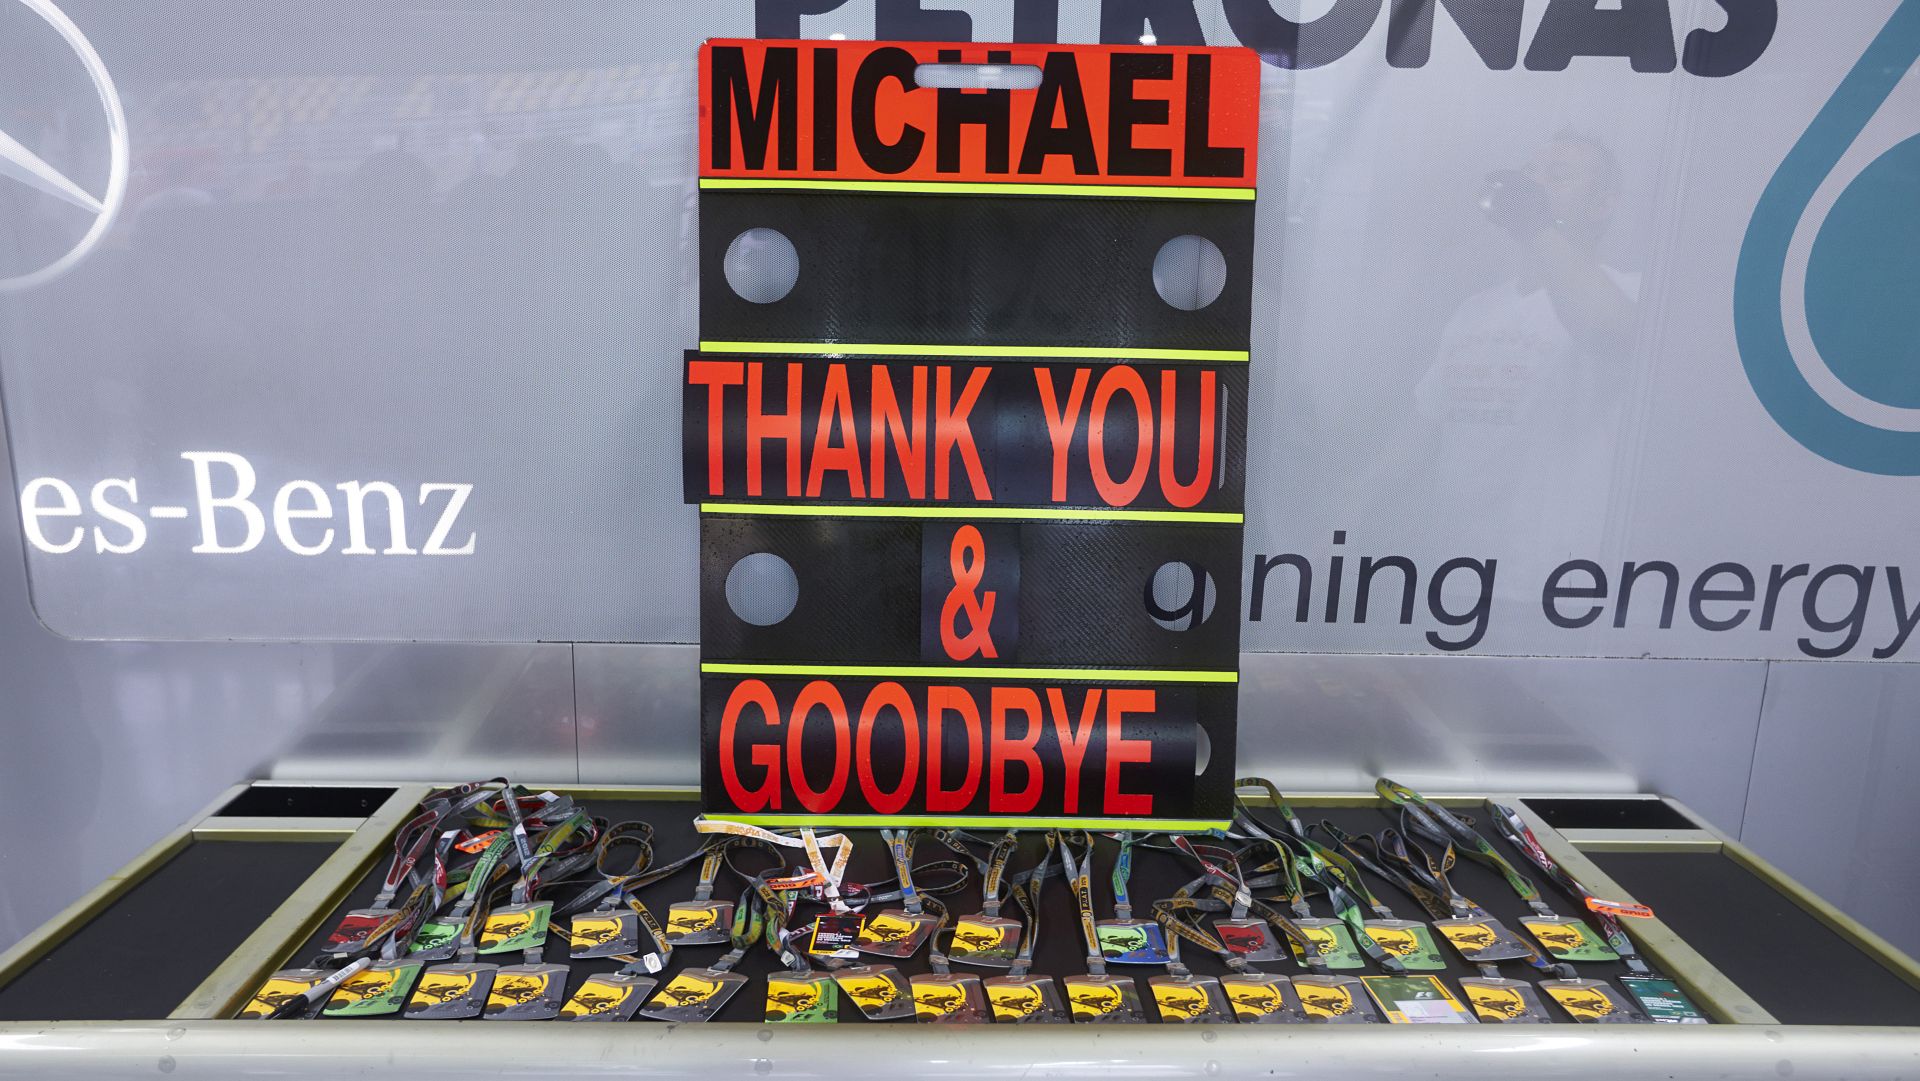 PETRONAS
MICHAEL
THANK YOU
es-Benz
&
gning energy
GOODBYE